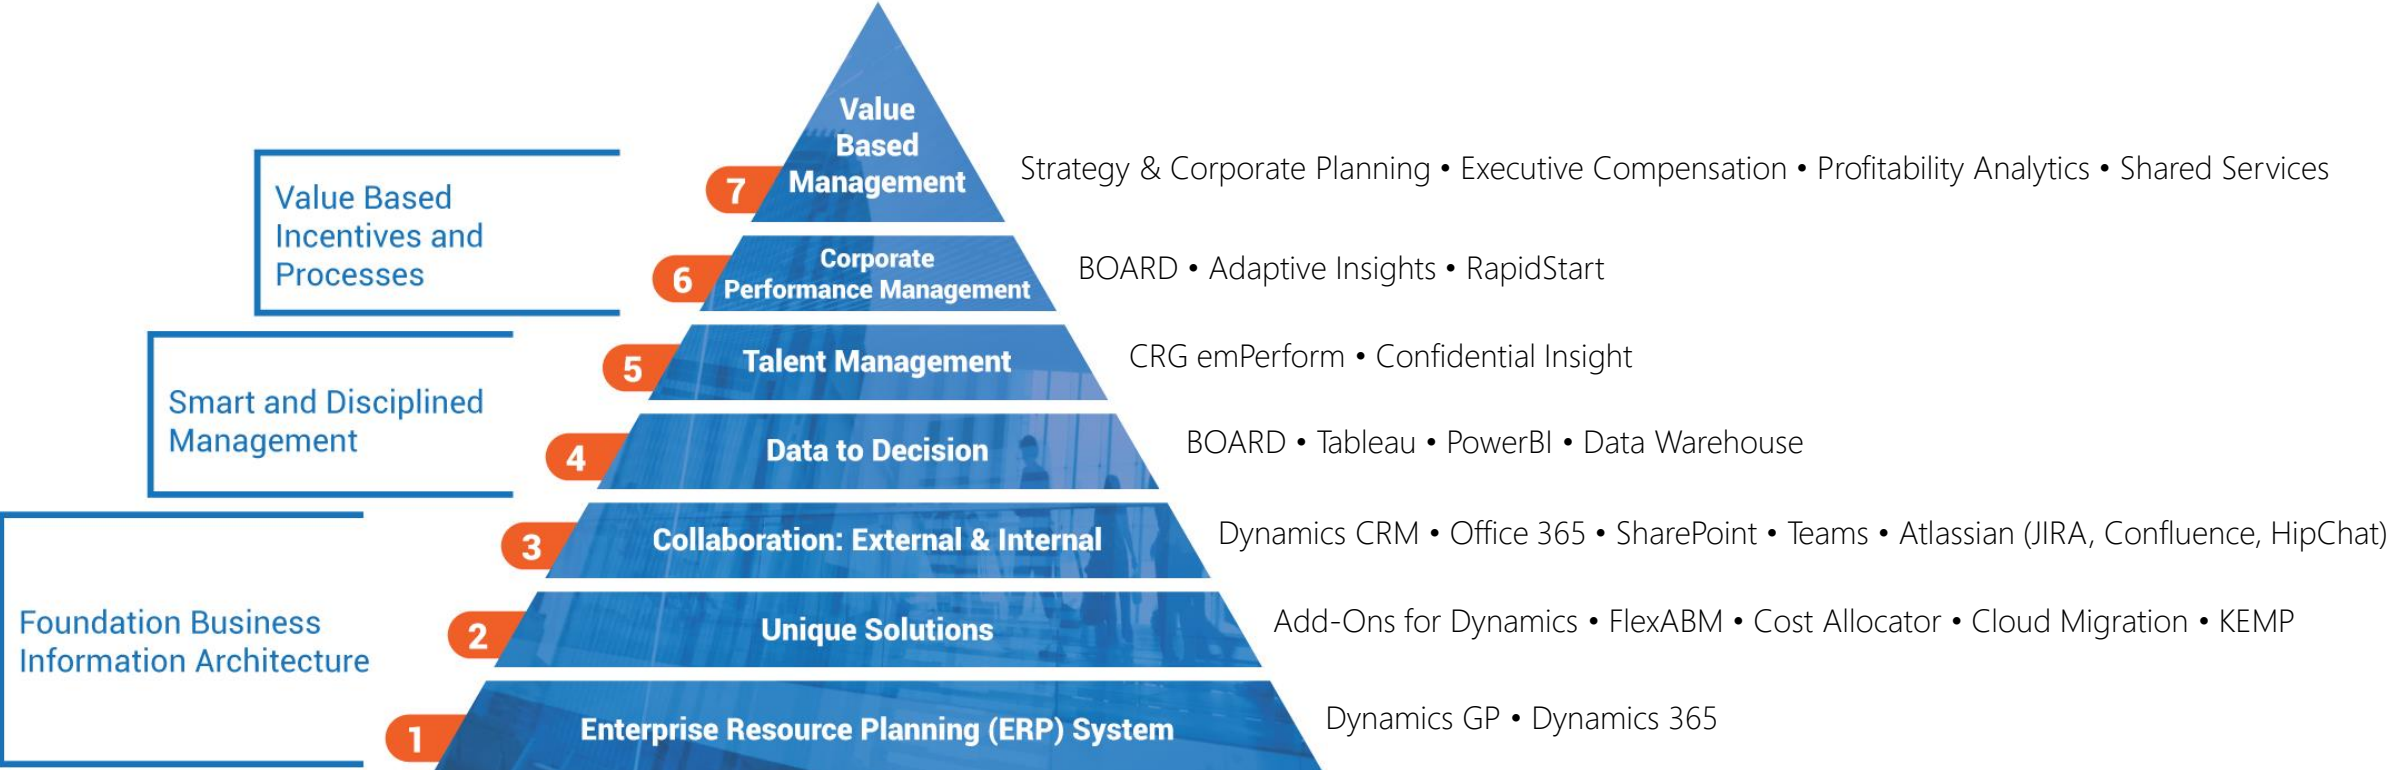 Value
Based
Management
7
Strategy & Corporate Planning • Executive Compensation • Profitability Analytics • Shared Services
Value Based
Incentives and
Processes
Corporate
Performance Management
6
BOARD • Adaptive Insights • RapidStart
5
Talent Management
CRG emPerform • Confidential Insight
Smart and Disciplined
Management
4
Data to Decision
BOARD • Tableau • PowerBI • Data Warehouse
3
Collaboration: External & Internal
Dynamics CRM • Office 365 • SharePoint • Teams • Atlassian (JIRA, Confluence, HipChat)
Foundation Business
Information Architecture
2
Unique Solutions
Add-Ons for Dynamics • FlexABM • Cost Allocator • Cloud Migration • KEMP
1
Enterprise Resource Planning (ERP) System
Dynamics GP • Dynamics 365